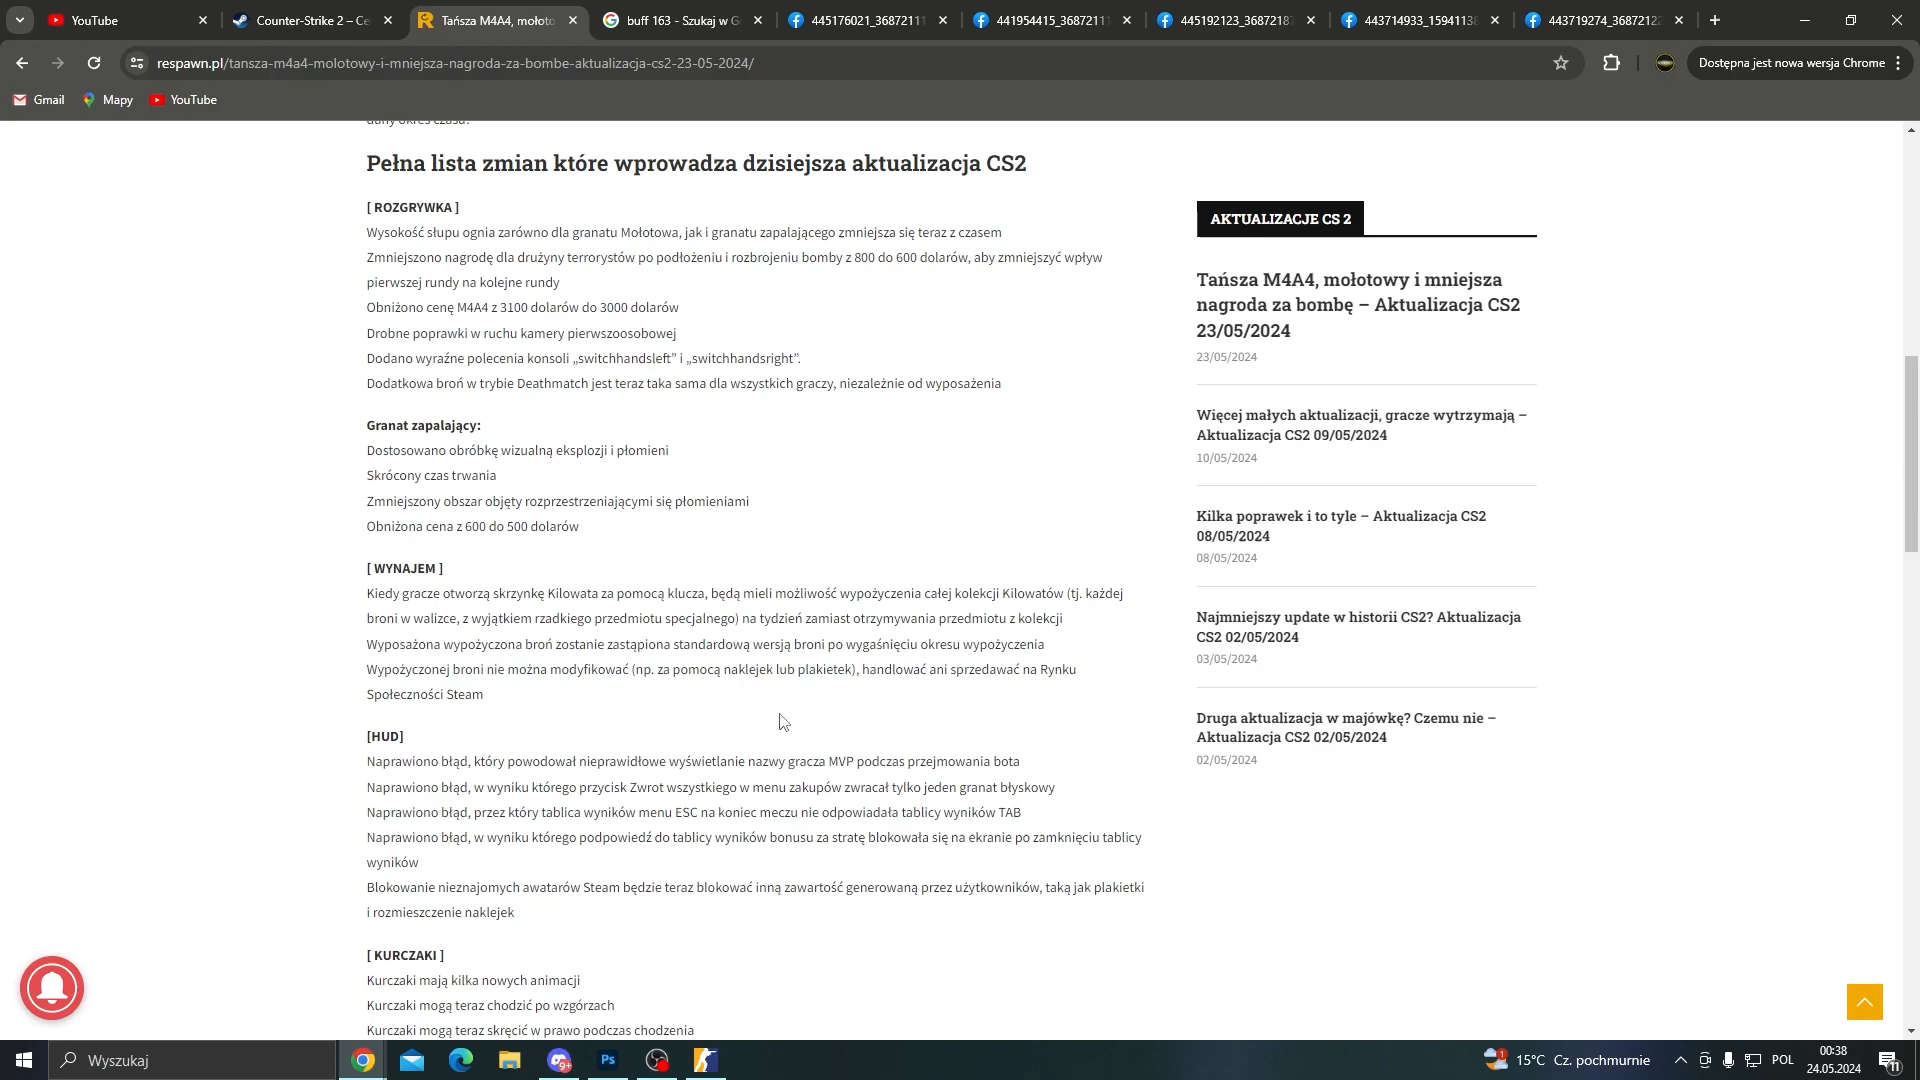 YouTube
Counter-Strike 2 – Ce
Tańsza M4A4, mołoto
buff 163 - Szukaj w G
445176021_36872111
441954415_36872111
445192123_36872187
443714933_15941138
443719274_36872122
respawn.pl/tansza-m4a4-molotowy-i-mniejsza-nagroda-za-bombe-aktualizacja-cs2-23-05-2024/
Dostępna jest nowa wersja Chrome
Gmail
Mapy
YouTube
dany okres czasu.
Pełna lista zmian które wprowadza dzisiejsza aktualizacja CS2
[ ROZGRYWKA ]
Wysokość słupu ognia zarówno dla granatu Mołotowa, jak i granatu zapalającego zmniejsza się teraz z czasem
Zmniejszono nagrodę dla drużyny terrorystów po podłożeniu i rozbrojeniu bomby z 800 do 600 dolarów, aby zmniejszyć wpływ
pierwszej rundy na kolejne rundy
Obniżono cenę M4A4 z 3100 dolarów do 3000 dolarów
Drobne poprawki w ruchu kamery pierwszoosobowej
Dodano wyraźne polecenia konsoli „switchhandsleft” i „switchhandsright”.
Dodatkowa broń w trybie Deathmatch jest teraz taka sama dla wszystkich graczy, niezależnie od wyposażenia
Granat zapalający:
Dostosowano obróbkę wizualną eksplozji i płomieni
Skrócony czas trwania
Zmniejszony obszar objęty rozprzestrzeniającymi się płomieniami
Obniżona cena z 600 do 500 dolarów
[ WYNAJEM ]
Kiedy gracze otworzą skrzynkę Kilowata za pomocą klucza, będą mieli możliwość wypożyczenia całej kolekcji Kilowatów (tj. każdej
broni w walizce, z wyjątkiem rzadkiego przedmiotu specjalnego) na tydzień zamiast otrzymywania przedmiotu z kolekcji
Wyposażona wypożyczona broń zostanie zastąpiona standardową wersją broni po wygaśnięciu okresu wypożyczenia
Wypożyczonej broni nie można modyfikować (np. za pomocą naklejek lub plakietek), handlować ani sprzedawać na Rynku
Społeczności Steam
[HUD]
Naprawiono błąd, który powodował nieprawidłowe wyświetlanie nazwy gracza MVP podczas przejmowania bota
Naprawiono błąd, w wyniku którego przycisk Zwrot wszystkiego w menu zakupów zwracał tylko jeden granat błyskowy
Naprawiono błąd, przez który tablica wyników menu ESC na koniec meczu nie odpowiadała tablicy wyników TAB
Naprawiono błąd, w wyniku którego podpowiedź do tablicy wyników bonusu za stratę blokowała się na ekranie po zamknięciu tablicy
wyników
Blokowanie nieznajomych awatarów Steam będzie teraz blokować inną zawartość generowaną przez użytkowników, taką jak plakietki
i rozmieszczenie naklejek
[ KURCZAKI ]
Kurczaki mają kilka nowych animacji
Kurczaki mogą teraz chodzić po wzgórzach
Kurczaki mogą teraz skręcić w prawo podczas chodzenia
AKTUALIZACJE CS 2
Tańsza M4A4, mołotowy i mniejsza
nagroda za bombę – Aktualizacja CS2
23/05/2024
23/05/2024
Więcej małych aktualizacji, gracze wytrzymają –
Aktualizacja CS2 09/05/2024
10/05/2024
Kilka poprawek i to tyle – Aktualizacja CS2
08/05/2024
08/05/2024
Najmniejszy update w historii CS2? Aktualizacja
CS2 02/05/2024
03/05/2024
Druga aktualizacja w majówkę? Czemu nie –
Aktualizacja CS2 02/05/2024
02/05/2024
Wyszukaj
9+
Ps
1
15°C Cz. pochmurnie
POL
00:38
24.05.2024
11